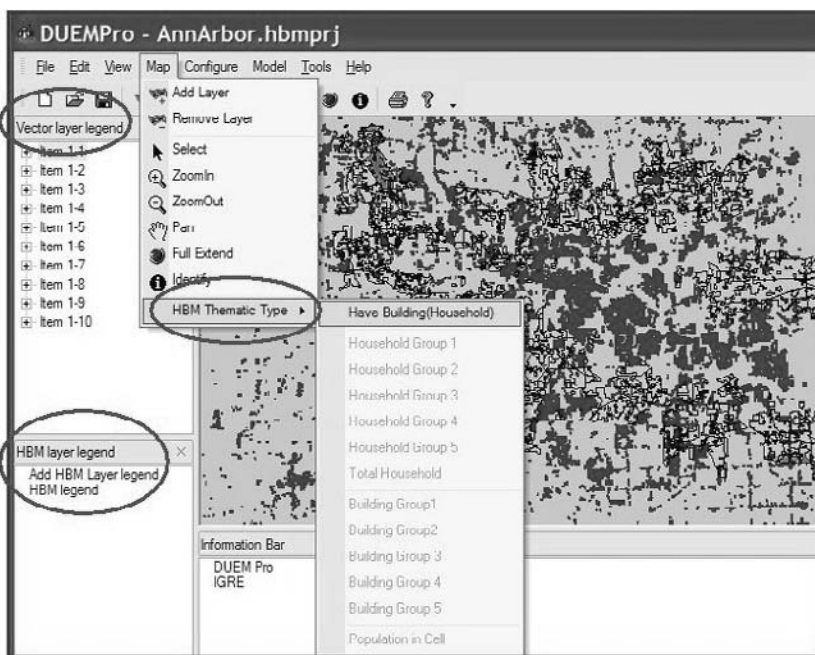 DUEMPro - AnnArbor.hbmprj
File Edit View Map Configure Model Tools Help
Vector layer legend
Item 1-1
Item 1-2
Item 1-3
Item 1-4
Item 1-5
Item 1-6
Item 1-7
Item 1-8
Item 1-9
Item 1-10
Add Layer
Remove Layer
Select
ZoomIn
ZoomOut
Pan
Full Extend
Identify
HBM Thematic Type
Have Building(Household)
Household Group 1
Household Group 2
Household Group 3
Household Group 4
Household Group 5
Total Household
Building Group1
Building Group2
Building Group 3
Building Group 4
Building Group 5
Population in Cell
HBM layer legend
Add HBM Layer legend
HBM legend
Information Bar
DUEM Pro
IGRE